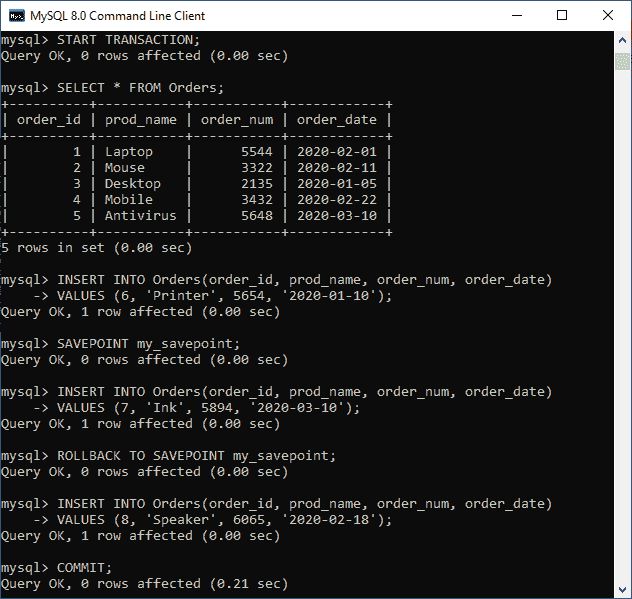 MySQL 8.0 Command Line Client
mysql> START TRANSACTION;
Query OK, 0 rows affected (0.00 sec)
mysql> SELECT * FROM Orders;
+----------+-----------+-----------+------------+
| order_id | prod_name | order_num | order_date |
+----------+-----------+-----------+------------+
|        1 | Laptop    |      5544 | 2020-02-01 |
|        2 | Mouse     |      3322 | 2020-02-11 |
|        3 | Desktop   |      2135 | 2020-01-05 |
|        4 | Mobile    |      3432 | 2020-02-22 |
|        5 | Antivirus |      5648 | 2020-03-10 |
+----------+-----------+-----------+------------+
5 rows in set (0.00 sec)
mysql> INSERT INTO Orders(order_id, prod_name, order_num, order_date)
    -> VALUES (6, 'Printer', 5654, '2020-01-10');
Query OK, 1 row affected (0.00 sec)
mysql> SAVEPOINT my_savepoint;
Query OK, 0 rows affected (0.00 sec)
mysql> INSERT INTO Orders(order_id, prod_name, order_num, order_date)
    -> VALUES (7, 'Ink', 5894, '2020-03-10');
Query OK, 1 row affected (0.00 sec)
mysql> ROLLBACK TO SAVEPOINT my_savepoint;
Query OK, 0 rows affected (0.00 sec)
mysql> INSERT INTO Orders(order_id, prod_name, order_num, order_date)
    -> VALUES (8, 'Speaker', 6065, '2020-02-18');
Query OK, 1 row affected (0.00 sec)
mysql> COMMIT;
Query OK, 0 rows affected (0.21 sec)